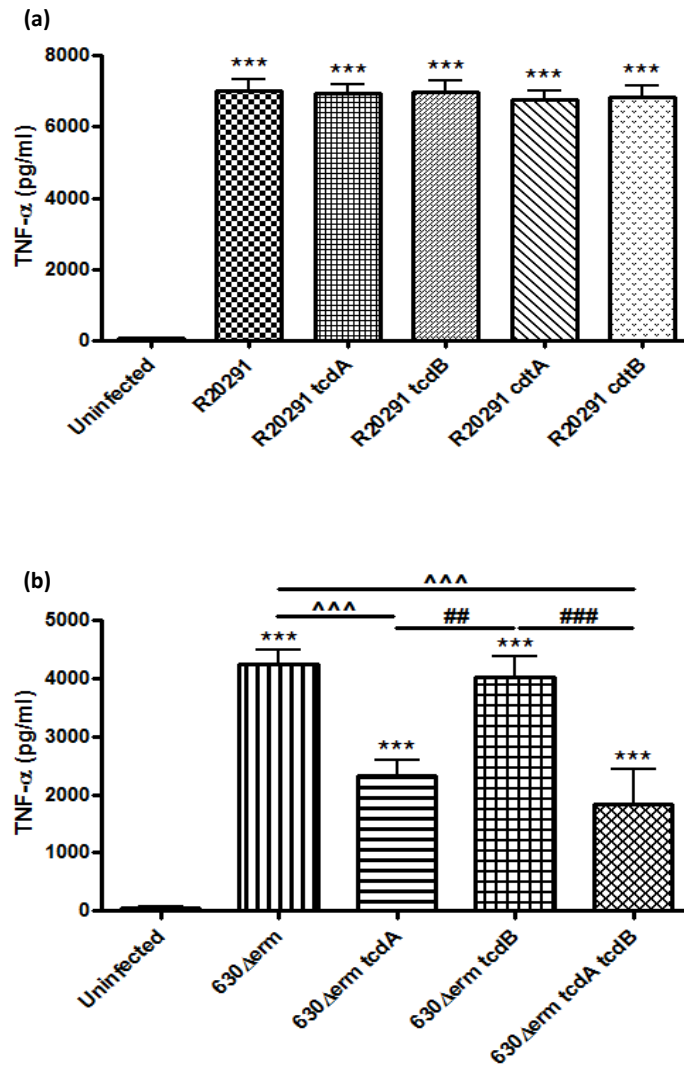 (a)
TNF-α (pg/ml)
8000
6000
4000
2000
0
***
***
***
***
***
Uninfected
R20291
R20291 tcdA
R20291 tcdB
R20291 cdtA
R20291 cdtB
(b)
TNF-α (pg/ml)
5000
4000
3000
2000
1000
0
^^^
^^^
##
###
***
***
***
***
Uninfected
630Δerm
630Δerm tcdA
630Δerm tcdB
630Δerm tcdA tcdB